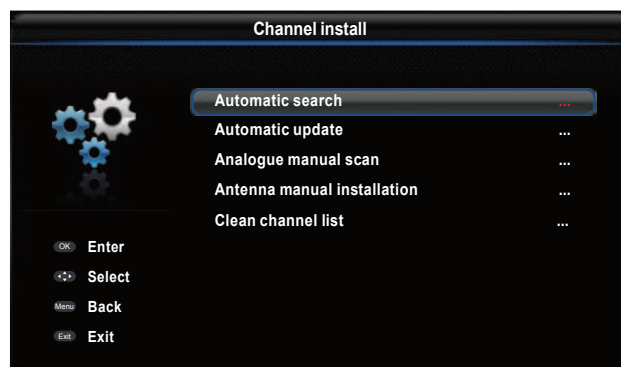 Channel install
Automatic search ...
Automatic update ...
Analogue manual scan ...
Antenna manual installation ...
Clean channel list ...
OK Enter
Select
Menu Back
Exit Exit